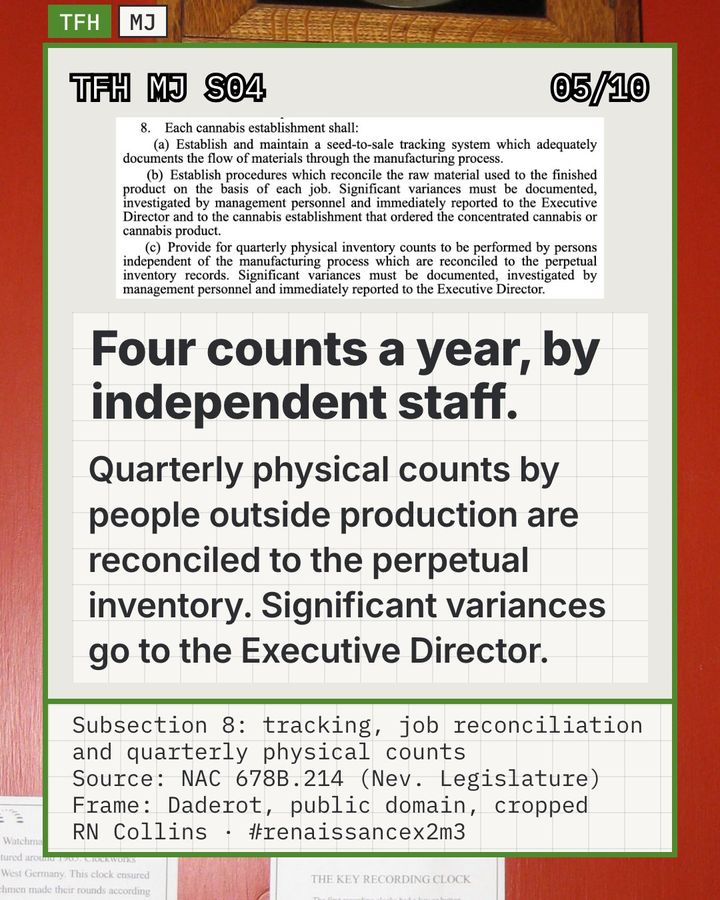 TFH MJ
TFH MJ S04 05/10
8. Each cannabis establishment shall:
(a) Establish and maintain a seed-to-sale tracking system which adequately
documents the flow of materials through the manufacturing process.
(b) Establish procedures which reconcile the raw material used to the finished
product on the basis of each job. Significant variances must be documented,
investigated by management personnel and immediately reported to the Executive
Director and to the cannabis establishment that ordered the concentrated cannabis or
cannabis product.
(c) Provide for quarterly physical inventory counts to be performed by persons
independent of the manufacturing process which are reconciled to the perpetual
inventory records. Significant variances must be documented, investigated by
management personnel and immediately reported to the Executive Director.
Four counts a year, by
independent staff.
Quarterly physical counts by
people outside production are
reconciled to the perpetual
inventory. Significant variances
go to the Executive Director.
Subsection 8: tracking, job reconciliation
and quarterly physical counts
Source: NAC 678B.214 (Nev. Legislature)
Frame: Daderot, public domain, cropped
RN Collins · #renaissancex2m3
West Germany. This clock ensured
made their rounds according
THE KEY RECORDING CLOCK